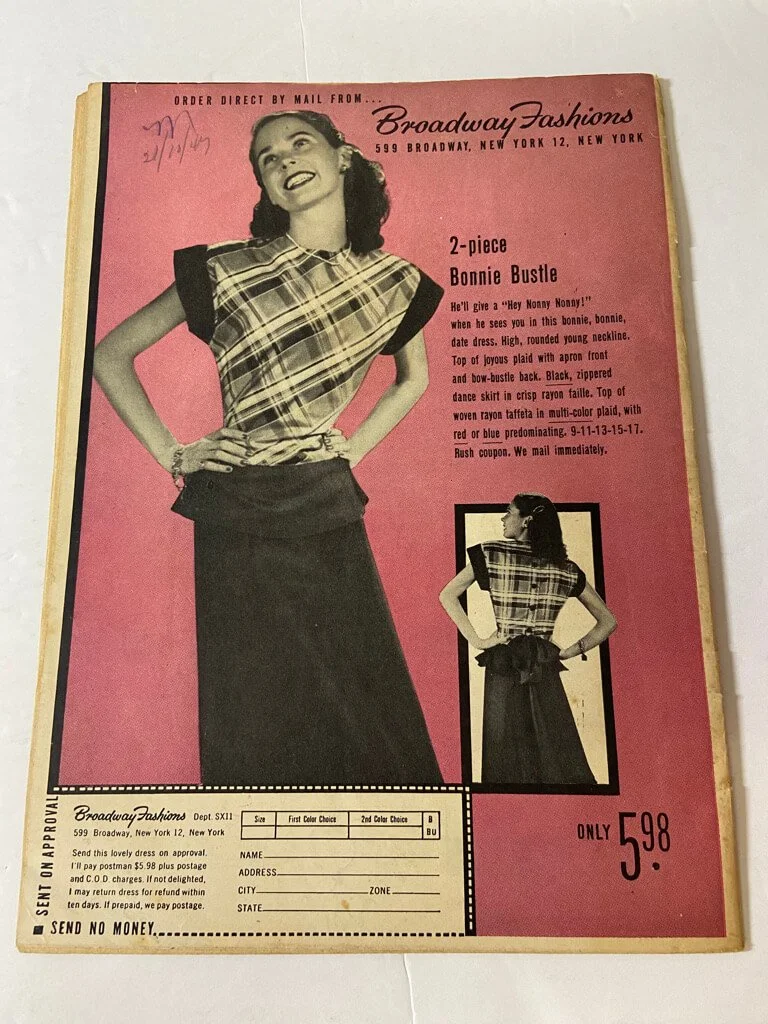 ORDER DIRECT BY MAIL FROM...
Broadway Fashions
599 BROADWAY, NEW YORK 12, NEW YORK
2-piece
Bonnie Bustle
He'll give a "Hey Nonny Nonny!"
when he sees you in this bonnie, bonnie,
date dress. High, rounded young neckline.
Top of joyous plaid with apron front
and bow-bustle back. Black, zippered
dance skirt in crisp rayon faille. Top of
woven rayon taffeta in multi-color plaid, with
red or blue predominating. 9-11-13-15-17.
Rush coupon. We mail immediately.
ONLY 5.98
SENT ON APPROVAL
Broadway Fashions Dept. SX11
599 Broadway, New York 12, New York
Send this lovely dress on approval.
I'll pay postman $5.98 plus postage
and C.O.D. charges. If not delighted,
I may return dress for refund within
ten days. If prepaid, we pay postage.
SEND NO MONEY
Size First Color Choice 2nd Color Choice B
BU
NAME
ADDRESS
CITY ZONE
STATE